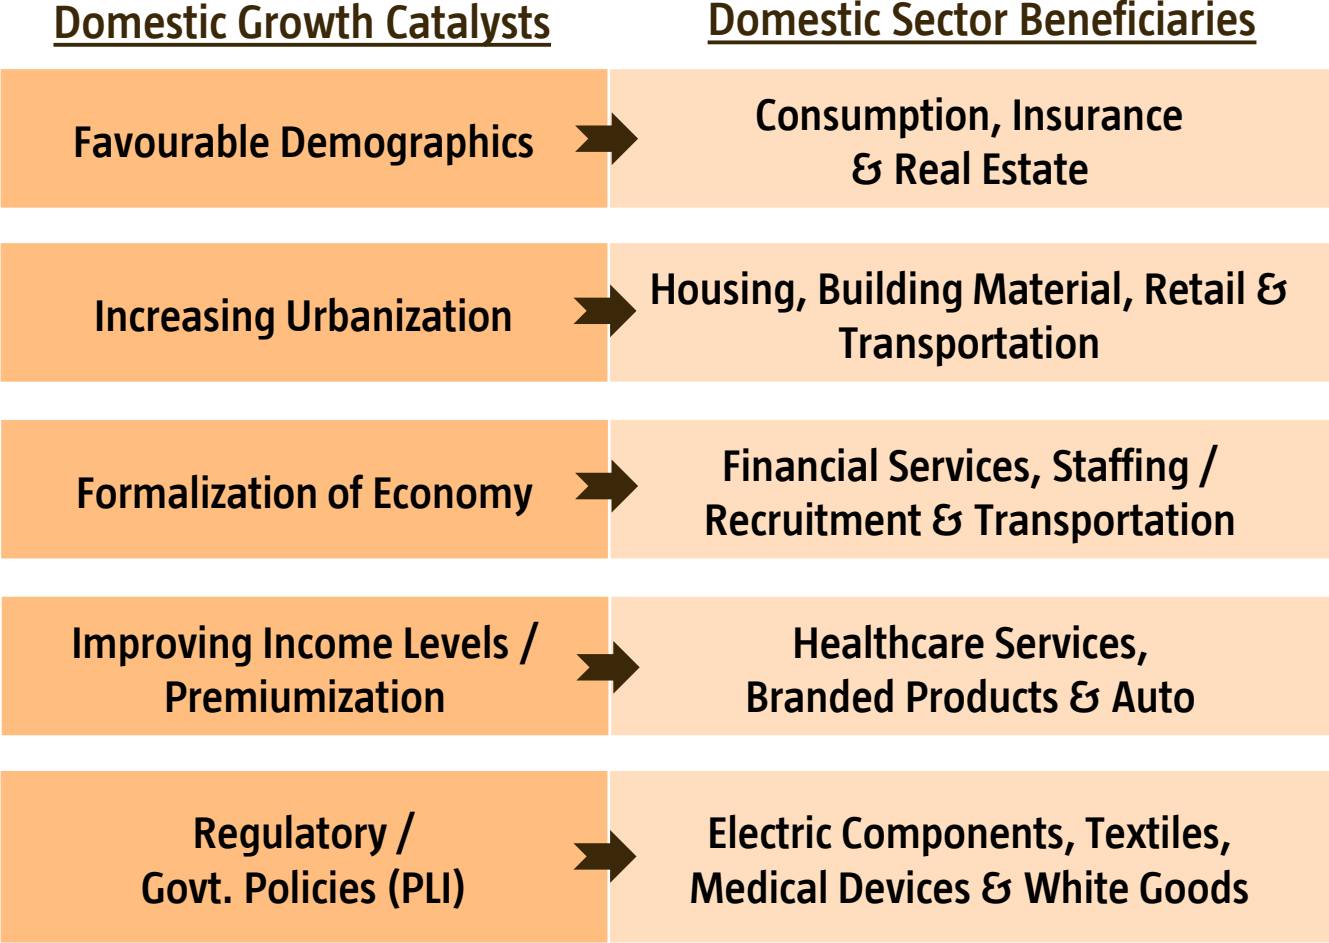 Domestic Growth Catalysts
Domestic Sector Beneficiaries
Favourable Demographics
Consumption, Insurance
& Real Estate
Increasing Urbanization
Housing, Building Material, Retail &
Transportation
Formalization of Economy
Financial Services, Staffing /
Recruitment & Transportation
Improving Income Levels /
Premiumization
Healthcare Services,
Branded Products & Auto
Regulatory /
Govt. Policies (PLI)
Electric Components, Textiles,
Medical Devices & White Goods